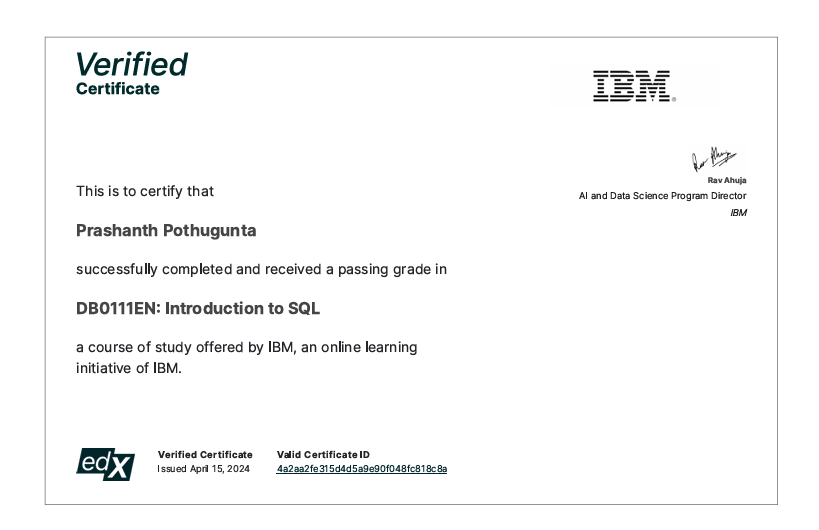 Verified
Certificate
IBM®
Rav Ahuja
AI and Data Science Program Director
IBM
This is to certify that
Prashanth Pothugunta
successfully completed and received a passing grade in
DB0111EN: Introduction to SQL
a course of study offered by IBM, an online learning
initiative of IBM.
edX
Verified Certificate
Issued April 15, 2024
Valid Certificate ID
4a2aa2fe315d4d5a9e90f048fc818c8a